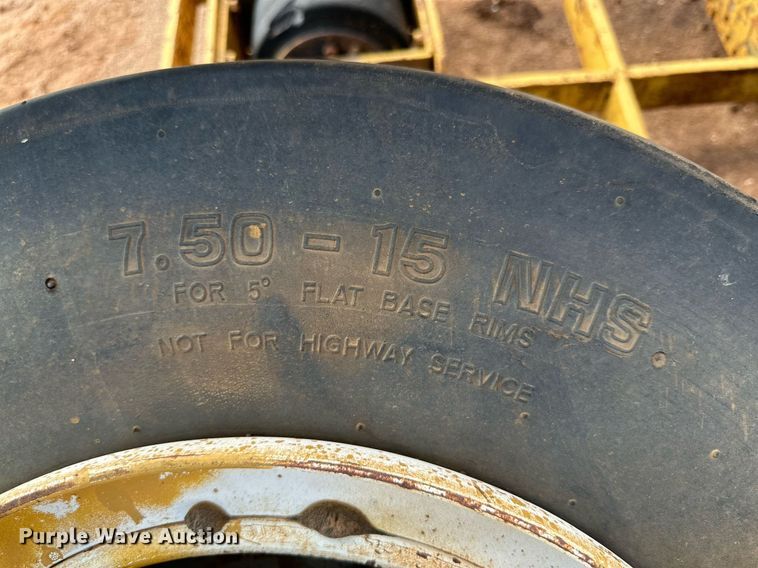 7.50 - 15 NHS
FOR 5° FLAT BASE RIMS
NOT FOR HIGHWAY SERVICE
Purple Wave Auction